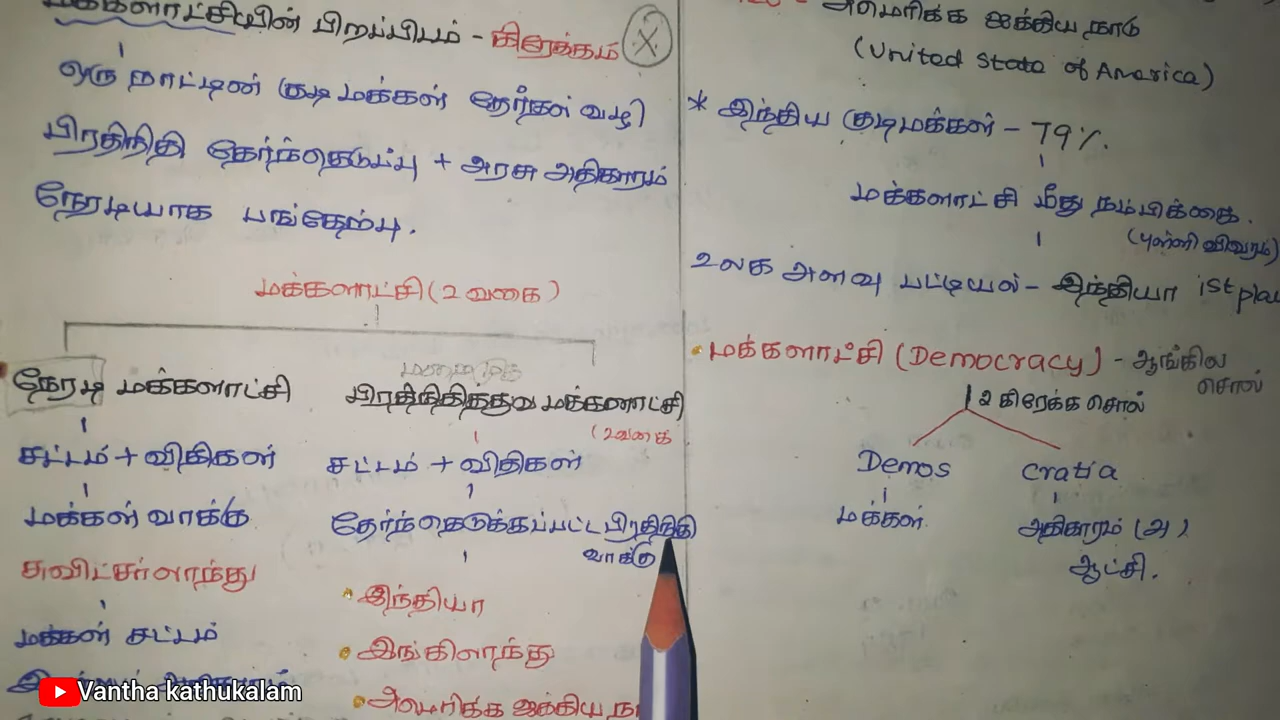 மக்களாட்சியின் பிறப்பிடம் - கிரேக்கம் X
ஒரு நாட்டின் குடிமக்கள் தேர்தல் வழி
பிரதிநிதி தேர்ந்தெடுப்பு + அரசு அதிகாரம்
நேரடியாக பங்கேற்பு.
மக்களாட்சி (2 வகை)
நேரடி மக்களாட்சி
சட்டம் + விதிகள்
மக்கள் வாக்கு
சுவிட்சர்லாந்து
மக்கள் சட்டம்
மறைமுக
பிரதிநிதித்துவ மக்களாட்சி
(2வகை
சட்டம் + விதிகள்
தேர்ந்தெடுக்கப்பட்ட பிரதிநிதி
வாக்கு
இந்தியா
இங்கிலாந்து
அமெரிக்க ஐக்கிய நா
அமெரிக்க ஐக்கிய நாடு
(United State of America)
* இந்திய குடிமக்கள் - 79%.
மக்களாட்சி மீது நம்பிக்கை.
(புள்ளி விவரம்)
உலக அளவு பட்டியல் - இந்தியா ist pla
மக்களாட்சி (Democracy) - ஆங்கில
சொல்
2 கிரேக்க சொல்
Demos cratia
மக்கள் அதிகாரம் (அ)
ஆட்சி.
Vantha kathukalam